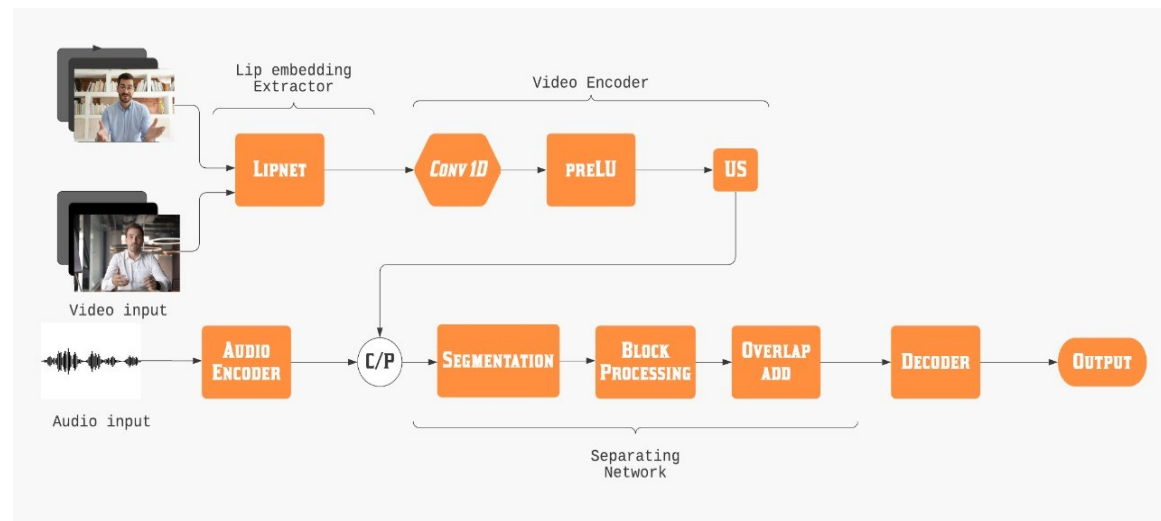 Lip embedding
Extractor
Video Encoder
LIPNET
CONV 1D
PRELU
US
Video input
AUDIO
ENCODER
C/P
SEGMENTATION
BLOCK
PROCESSING
OVERLAP
ADD
DECODER
OUTPUT
Audio input
Separating
Network